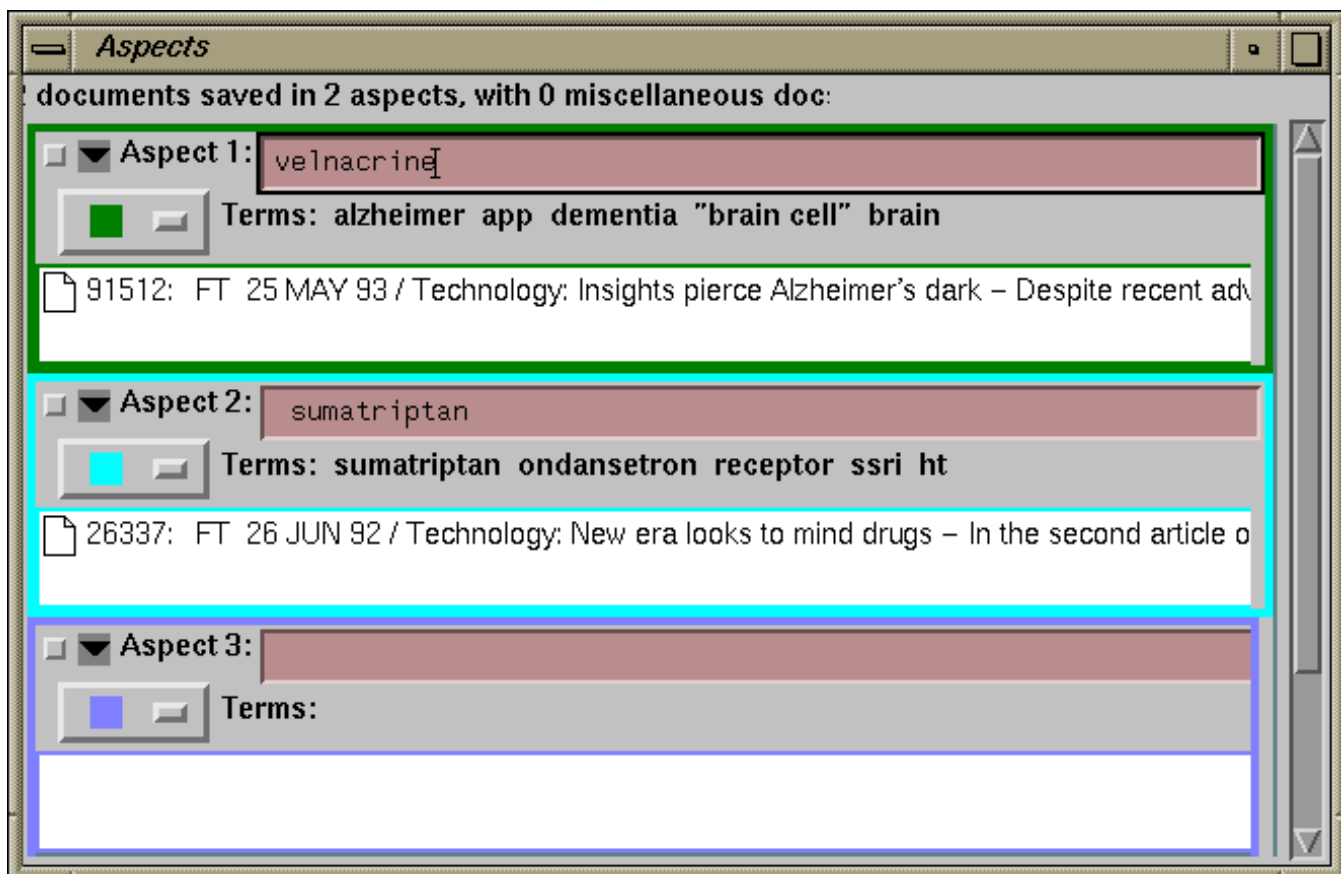 Aspects
documents saved in 2 aspects, with 0 miscellaneous doc
Aspect 1: velnacrine
Terms: alzheimer app dementia "brain cell" brain
91512: FT 25 MAY 93 / Technology: Insights pierce Alzheimer's dark – Despite recent adv
Aspect 2: sumatriptan
Terms: sumatriptan ondansetron receptor ssri ht
26337: FT 26 JUN 92 / Technology: New era looks to mind drugs – In the second article o
Aspect 3:
Terms: